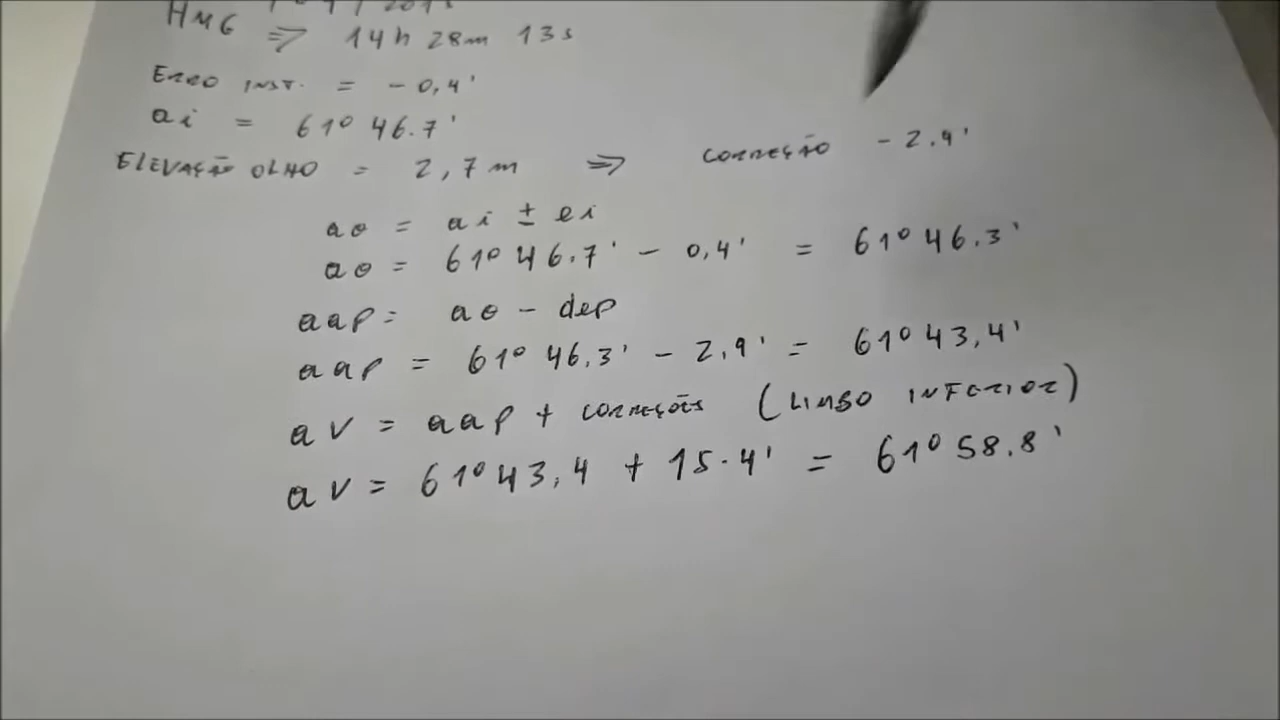 HMG ⇒ 14h 28m 13s
ERRO INST. = - 0,4'
ai = 61° 46.7'
ELEVAÇÃO OLHO = 2,7 m ⇒ CORREÇÃO - 2.9'
ao = ai ± ei
ao = 61° 46.7' - 0,4' = 61° 46.3'
aap = ao - dep
aap = 61° 46.3' - 2.9' = 61° 43,4'
av = aap + CORREÇÕES (LIMBO INFERIOR)
av = 61° 43,4 + 15.4' = 61° 58.8'